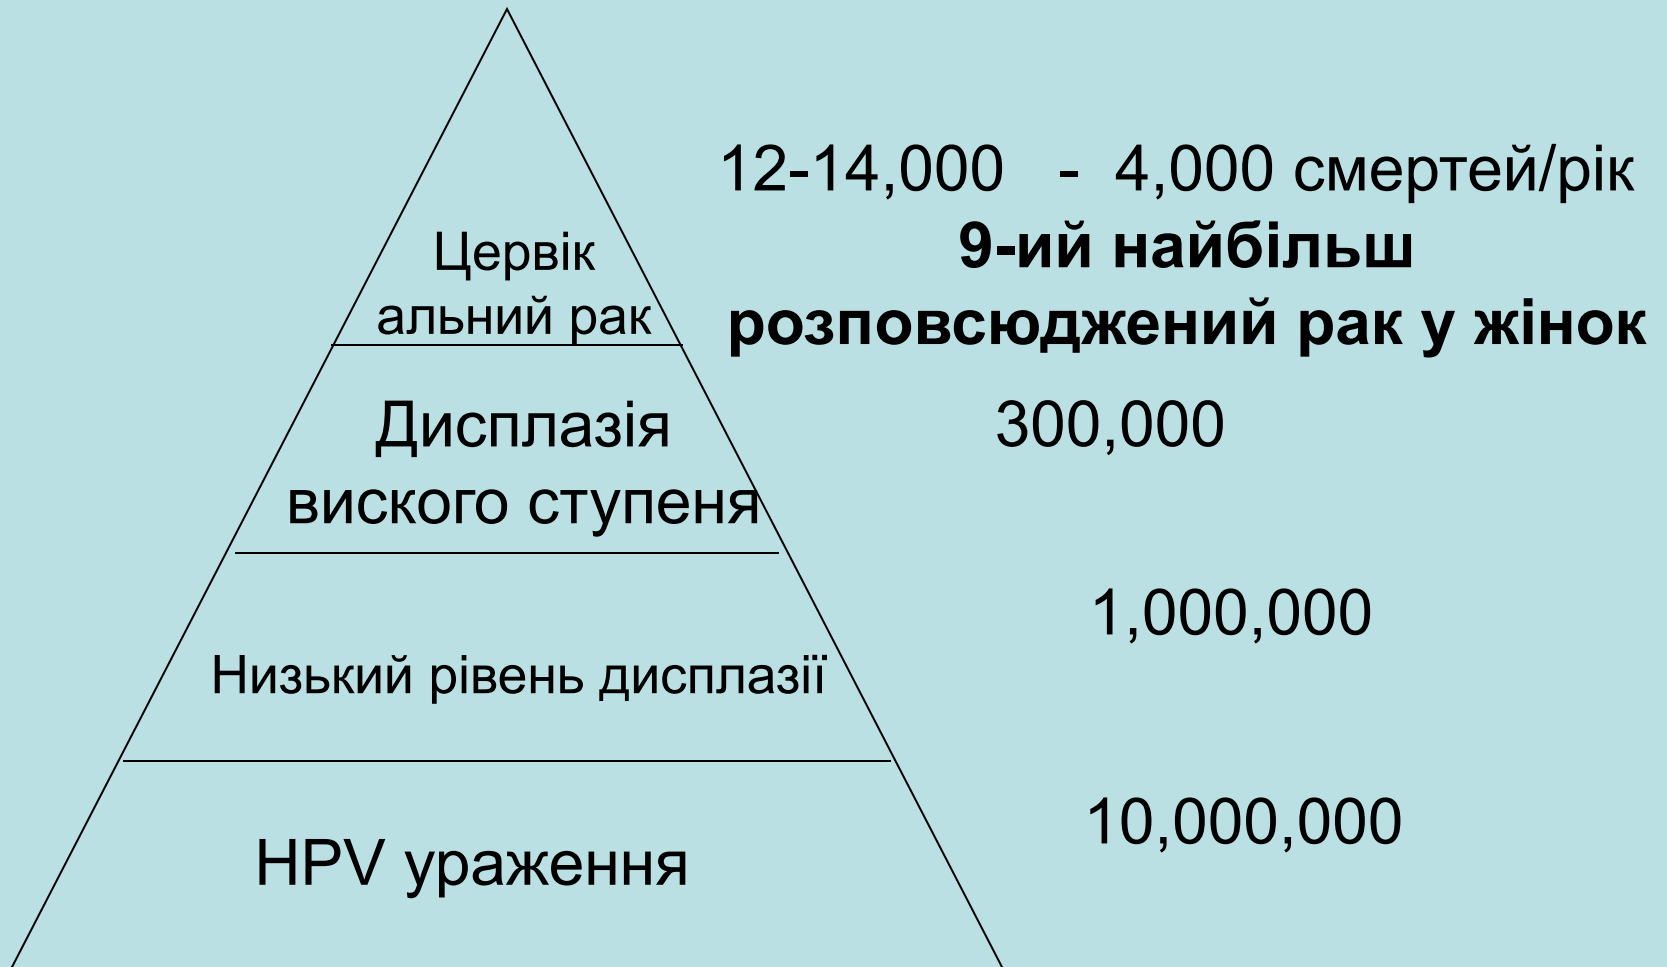 12-14,000 - 4,000 смертей/рік
9-ий найбільш
розповсюджений рак у жінок
Цервік
альний рак
Дисплазія
виского ступеня
300,000
1,000,000
Низький рівень дисплазії
10,000,000
HPV ураження